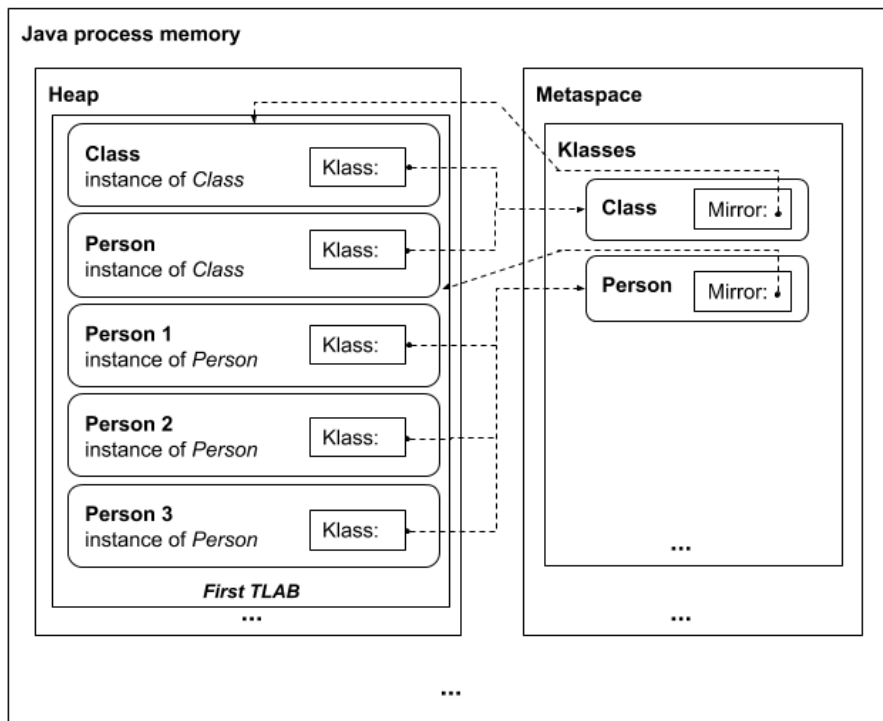 Java process memory
Heap
Class
instance of Class
Klass:
Person
instance of Class
Klass:
Person 1
instance of Person
Klass:
Person 2
instance of Person
Klass:
Person 3
instance of Person
Klass:
First TLAB
...
Metaspace
Klasses
Class
Mirror:
Person
Mirror:
...
...
...